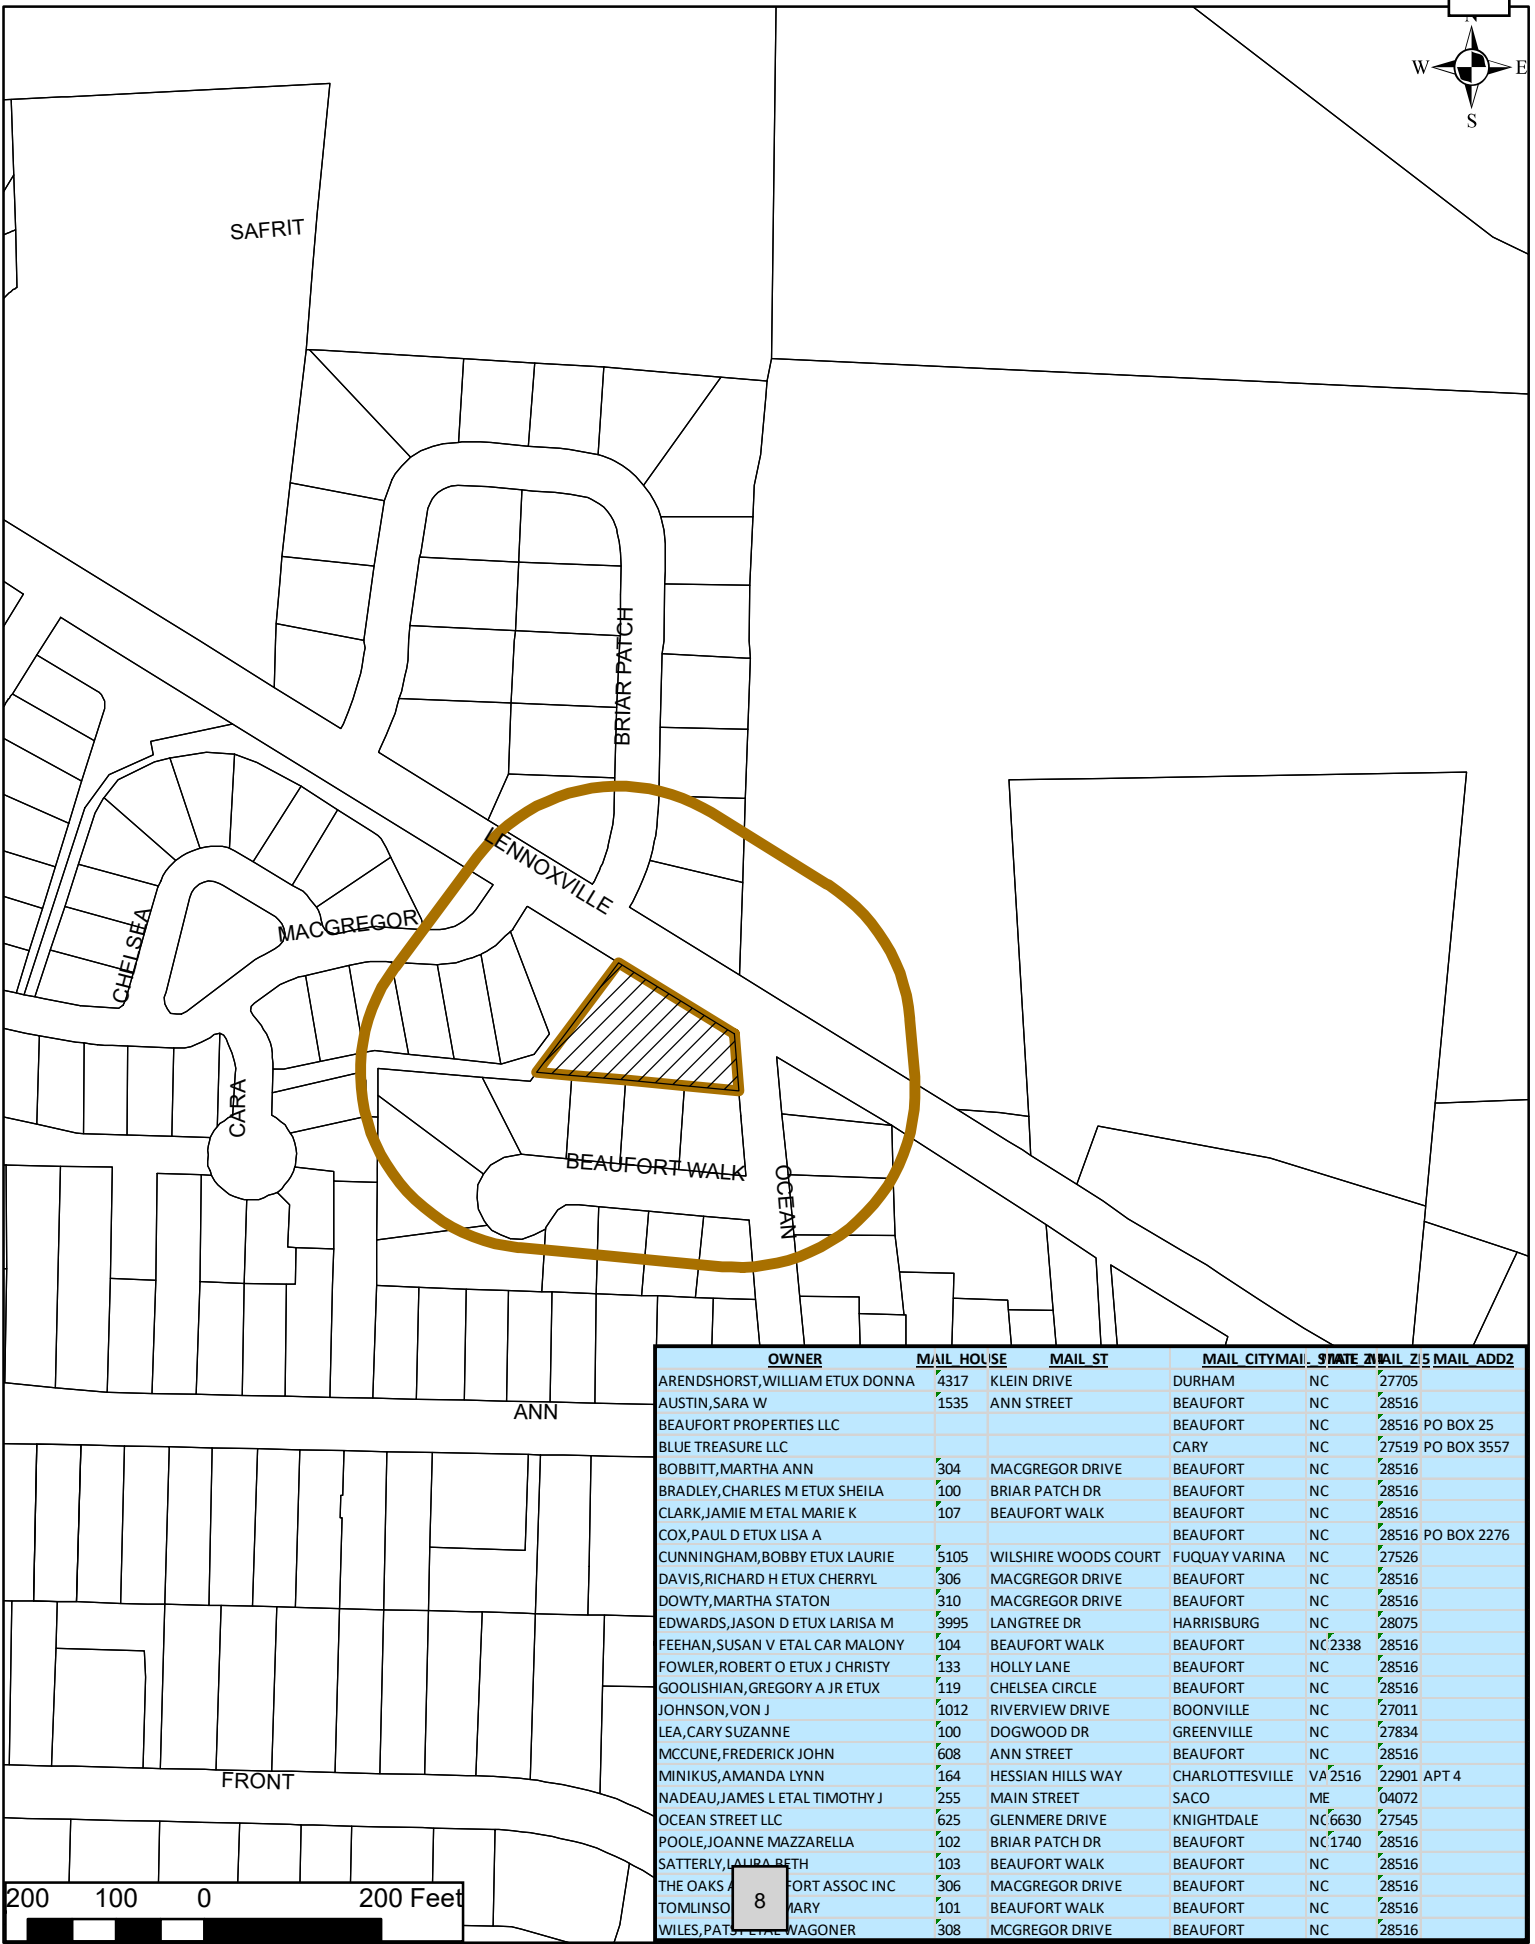 N
W E
S
SAFRIT
BRIAR PATCH
LENNOXVILLE
MACGREGOR
CHELSEA
CARA
BEAUFORT WALK
OCEAN
ANN
FRONT
200 100 0 200 Feet
OWNER MAIL_HOUSE MAIL_ST MAIL_CITY MAIL_STATE MAIL_ZI5 MAIL_ADD2
ARENDSHORST,WILLIAM ETUX DONNA 4317 KLEIN DRIVE DURHAM NC 27705
AUSTIN,SARA W 1535 ANN STREET BEAUFORT NC 28516
BEAUFORT PROPERTIES LLC BEAUFORT NC 28516 PO BOX 25
BLUE TREASURE LLC CARY NC 27519 PO BOX 3557
BOBBITT,MARTHA ANN 304 MACGREGOR DRIVE BEAUFORT NC 28516
BRADLEY,CHARLES M ETUX SHEILA 100 BRIAR PATCH DR BEAUFORT NC 28516
CLARK,JAMIE M ETAL MARIE K 107 BEAUFORT WALK BEAUFORT NC 28516
COX,PAUL D ETUX LISA A BEAUFORT NC 28516 PO BOX 2276
CUNNINGHAM,BOBBY ETUX LAURIE 5105 WILSHIRE WOODS COURT FUQUAY VARINA NC 27526
DAVIS,RICHARD H ETUX CHERRYL 306 MACGREGOR DRIVE BEAUFORT NC 28516
DOWTY,MARTHA STATON 310 MACGREGOR DRIVE BEAUFORT NC 28516
EDWARDS,JASON D ETUX LARISA M 3995 LANGTREE DR HARRISBURG NC 28075
FEEHAN,SUSAN V ETAL CAR MALONY 104 BEAUFORT WALK BEAUFORT NC 2338 28516
FOWLER,ROBERT O ETUX J CHRISTY 133 HOLLY LANE BEAUFORT NC 28516
GOOLISHIAN,GREGORY A JR ETUX 119 CHELSEA CIRCLE BEAUFORT NC 28516
JOHNSON,VON J 1012 RIVERVIEW DRIVE BOONVILLE NC 27011
LEA,CARY SUZANNE 100 DOGWOOD DR GREENVILLE NC 27834
MCCUNE,FREDERICK JOHN 608 ANN STREET BEAUFORT NC 28516
MINIKUS,AMANDA LYNN 164 HESSIAN HILLS WAY CHARLOTTESVILLE VA 2516 22901 APT 4
NADEAU,JAMES L ETAL TIMOTHY J 255 MAIN STREET SACO ME 04072
OCEAN STREET LLC 625 GLENMERE DRIVE KNIGHTDALE NC 6630 27545
POOLE,JOANNE MAZZARELLA 102 BRIAR PATCH DR BEAUFORT NC 1740 28516
SATTERLY,LAURA BETH 103 BEAUFORT WALK BEAUFORT NC 28516
THE OAKS FORT ASSOC INC 306 MACGREGOR DRIVE BEAUFORT NC 28516
TOMLINSO MARY 101 BEAUFORT WALK BEAUFORT NC 28516
WILES,PATSY ETAL WAGONER 308 MCGREGOR DRIVE BEAUFORT NC 28516
8